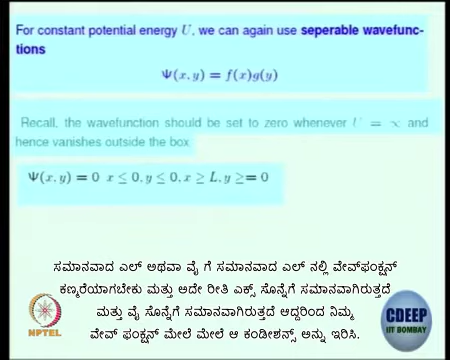 For constant potential energy U, we can again use seperable wavefunc-
tions
Ψ(x, y) = f(x)g(y)
Recall, the wavefunction should be set to zero whenever U = ∞ and
hence vanishes outside the box
Ψ(x, y) = 0 x ≤ 0, y ≤ 0, x ≥ L, y >= 0
ಸಮಾನವಾದ ಎಲ್ ಅಥವಾ ವೈ ಗೆ ಸಮಾನವಾದ ಎಲ್ ನಲ್ಲಿ ವೇವ್‌ಫಂಕ್ಷನ್
ಕಣ್ಮರೆಯಾಗಬೇಕು ಮತ್ತು ಅದೇ ರೀತಿ ಎಕ್ಸ್ ಸೊನ್ನೆಗೆ ಸಮಾನವಾಗಿರುತ್ತದೆ
ಮತ್ತು ವೈ ಸೊನ್ನೆಗೆ ಸಮಾನವಾಗಿರುತ್ತದೆ ಆದ್ದರಿಂದ ನಿಮ್ಮ
ವೇವ್ ಫಂಕ್ಷನ್ ಮೇಲೆ ಮೇಲೆ ಆ ಕಂಡೀಶನ್ಸ್ ಅನ್ನು ಇರಿಸಿ.
NPTEL
CDEEP
IIT BOMBAY